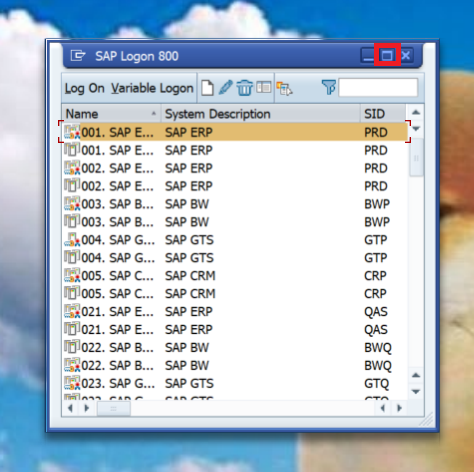 SAP Logon 800
Log On Variable Logon
Name System Description SID
001. SAP E... SAP ERP PRD
001. SAP E... SAP ERP PRD
002. SAP E... SAP ERP PRD
002. SAP E... SAP ERP PRD
003. SAP B... SAP BW BWP
003. SAP B... SAP BW BWP
004. SAP G... SAP GTS GTP
004. SAP G... SAP GTS GTP
005. SAP C... SAP CRM CRP
005. SAP C... SAP CRM CRP
021. SAP E... SAP ERP QAS
021. SAP E... SAP ERP QAS
022. SAP B... SAP BW BWQ
022. SAP B... SAP BW BWQ
023. SAP G... SAP GTS GTQ